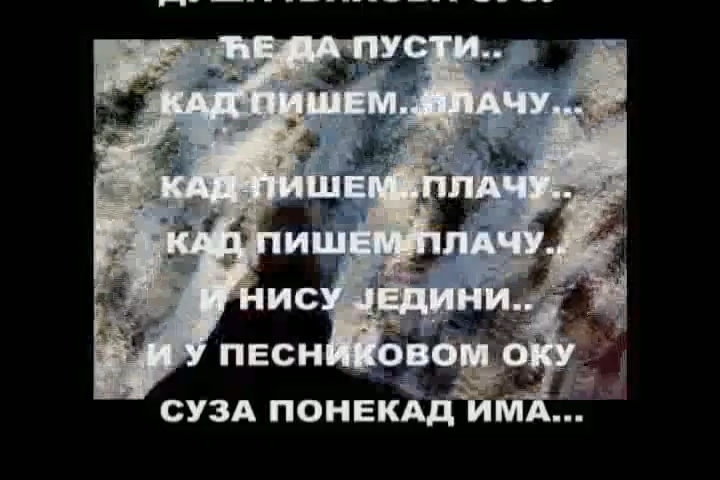 ЋЕ ДА ПУСТИ..
КАД ПИШЕМ..ПЛАЧУ...
КАД ПИШЕМ..ПЛАЧУ..
КАД ПИШЕМ ПЛАЧУ..
И НИСУ ЈЕДИНИ..
И У ПЕСНИКОВОМ ОКУ
СУЗА ПОНЕКАД ИМА...